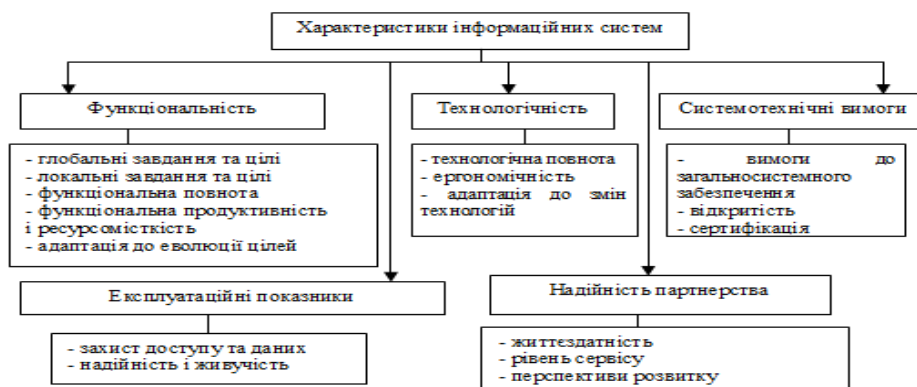 Характеристики інформаційних систем
Функціональність
Технологічність
Системотехнічні вимоги
- глобальні завдання та цілі
- локальні завдання та цілі
- функціональна повнота
- функціональна продуктивність
і ресурсомісткість
- адаптація до еволюції цілей
- технологічна повнота
- ергономічність
- адаптація до змін
технологій
- вимоги до
загальносистемного
забезпечення
- відкритість
- сертифікація
Експлуатаційні показники
Надійність партнерства
- захист доступу та даних
- надійність і живучість
- життєздатність
- рівень сервісу
- перспективи розвитку